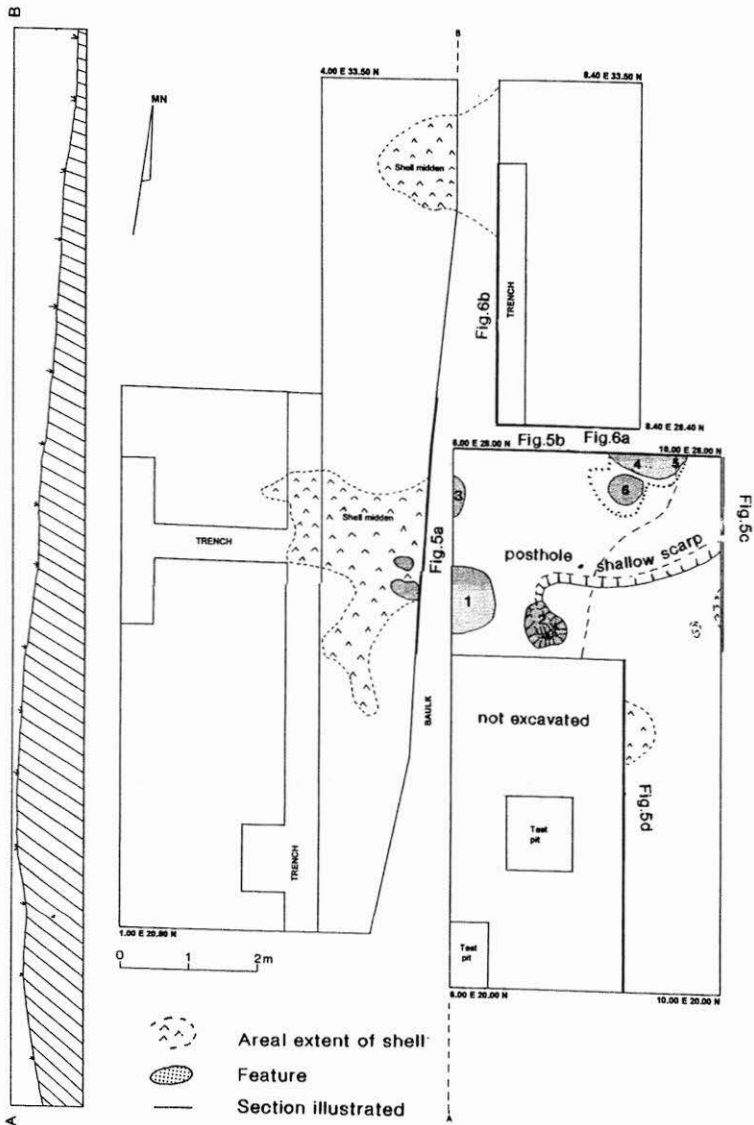 B
MN
4.00 E 33.50 N
B
8.40 E 33.50 N
Shell midden
Fig.6b
TRENCH
8.40 E 28.40 N
Fig.5b
Fig.6a
6.00 E 28.00 N
10.00 E 28.00 N
4
5
6
3
Fig.5c
Shell midden
TRENCH
Fig.5a
posthole
shallow scarp
1
2
BAULK
not excavated
Fig.5d
Test
pit
TRENCH
Test
pit
1.00 E 20.80 N
6.00 E 20.00 N
10.00 E 20.00 N
0 1 2m
Areal extent of shell
Feature
Section illustrated
A
A